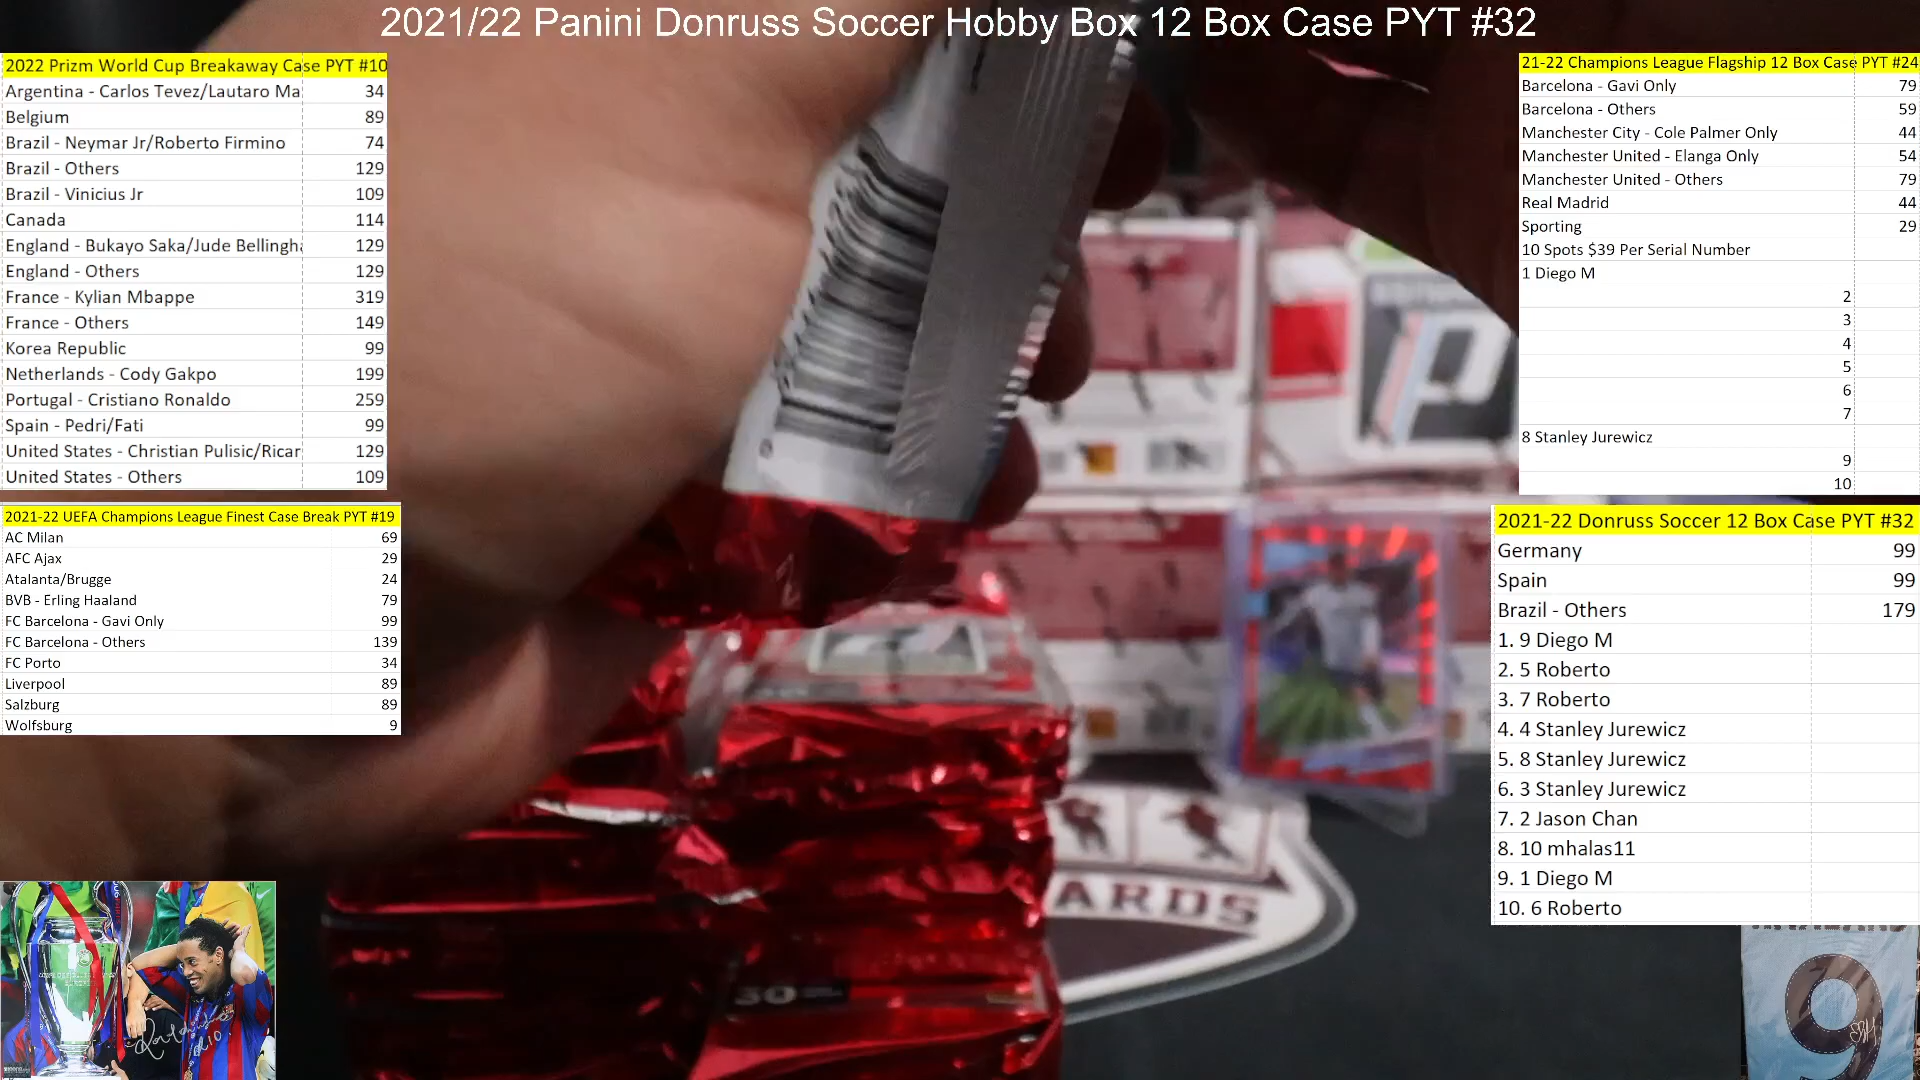 2021/22 Panini Donruss Soccer Hobby Box 12 Box Case PYT #32
2022 Prizm World Cup Breakaway Case PYT #10
Argentina - Carlos Tevez/Lautaro Ma 34
Belgium 89
Brazil - Neymar Jr/Roberto Firmino 74
Brazil - Others 129
Brazil - Vinicius Jr 109
Canada 114
England - Bukayo Saka/Jude Bellingha 129
England - Others 129
France - Kylian Mbappe 319
France - Others 149
Korea Republic 99
Netherlands - Cody Gakpo 199
Portugal - Cristiano Ronaldo 259
Spain - Pedri/Fati 99
United States - Christian Pulisic/Ricar 129
United States - Others 109
2021-22 UEFA Champions League Finest Case Break PYT #19
AC Milan 69
AFC Ajax 29
Atalanta/Brugge 24
BVB - Erling Haaland 79
FC Barcelona - Gavi Only 99
FC Barcelona - Others 139
FC Porto 34
Liverpool 89
Salzburg 89
Wolfsburg 9
21-22 Champions League Flagship 12 Box Case PYT #24
Barcelona - Gavi Only 79
Barcelona - Others 59
Manchester City - Cole Palmer Only 44
Manchester United - Elanga Only 54
Manchester United - Others 79
Real Madrid 44
Sporting 29
10 Spots $39 Per Serial Number
1 Diego M
2
3
4
5
6
7
8 Stanley Jurewicz
9
10
2021-22 Donruss Soccer 12 Box Case PYT #32
Germany 99
Spain 99
Brazil - Others 179
1. 9 Diego M
2. 5 Roberto
3. 7 Roberto
4. 4 Stanley Jurewicz
5. 8 Stanley Jurewicz
6. 3 Stanley Jurewicz
7. 2 Jason Chan
8. 10 mhalas11
9. 1 Diego M
10. 6 Roberto
ARDS
30
9